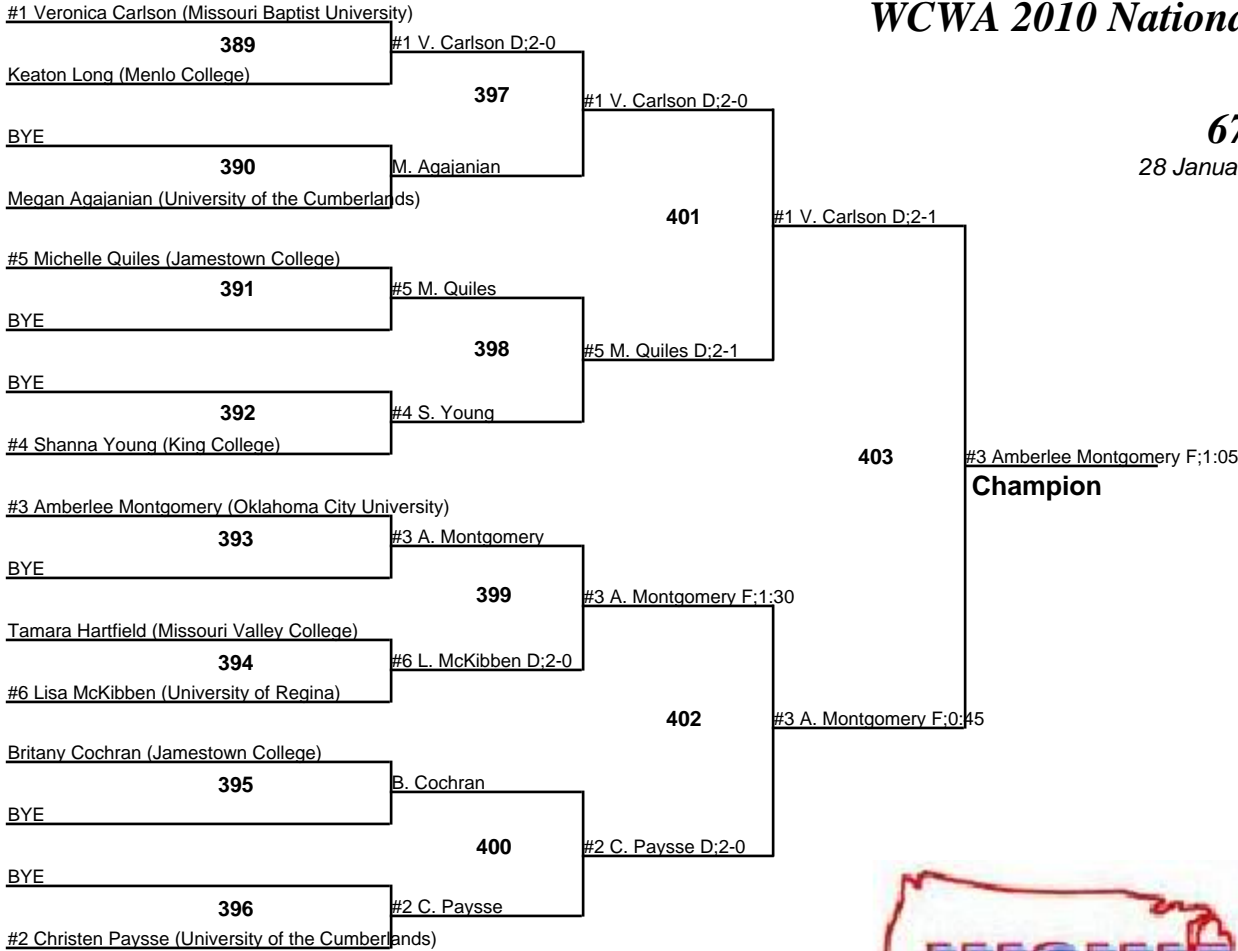 WCWA 2010 Nationa
67
28 Janua
#1 Veronica Carlson (Missouri Baptist University)
389
#1 V. Carlson D;2-0
Keaton Long (Menlo College)
397
#1 V. Carlson D;2-0
BYE
390
M. Agajanian
Megan Agajanian (University of the Cumberlands)
401
#1 V. Carlson D;2-1
#5 Michelle Quiles (Jamestown College)
391
#5 M. Quiles
BYE
398
#5 M. Quiles D;2-1
BYE
392
#4 S. Young
#4 Shanna Young (King College)
403
#3 Amberlee Montgomery F;1:05
Champion
#3 Amberlee Montgomery (Oklahoma City University)
393
#3 A. Montgomery
BYE
399
#3 A. Montgomery F;1:30
Tamara Hartfield (Missouri Valley College)
394
#6 L. McKibben D;2-0
#6 Lisa McKibben (University of Regina)
402
#3 A. Montgomery F;0:45
Britany Cochran (Jamestown College)
395
B. Cochran
BYE
400
#2 C. Paysse D;2-0
BYE
396
#2 C. Paysse
#2 Christen Paysse (University of the Cumberlands)